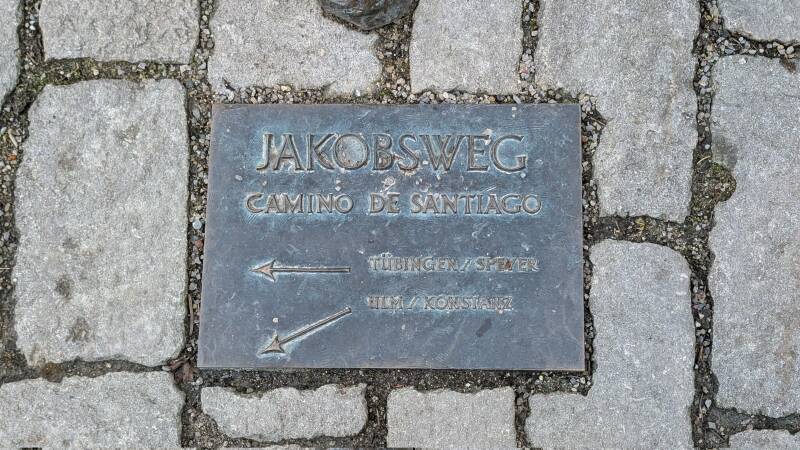 JAKOBSWEG
CAMINO DE SANTIAGO
TÜBINGEN/SPEYER
ULM/KONSTANZ